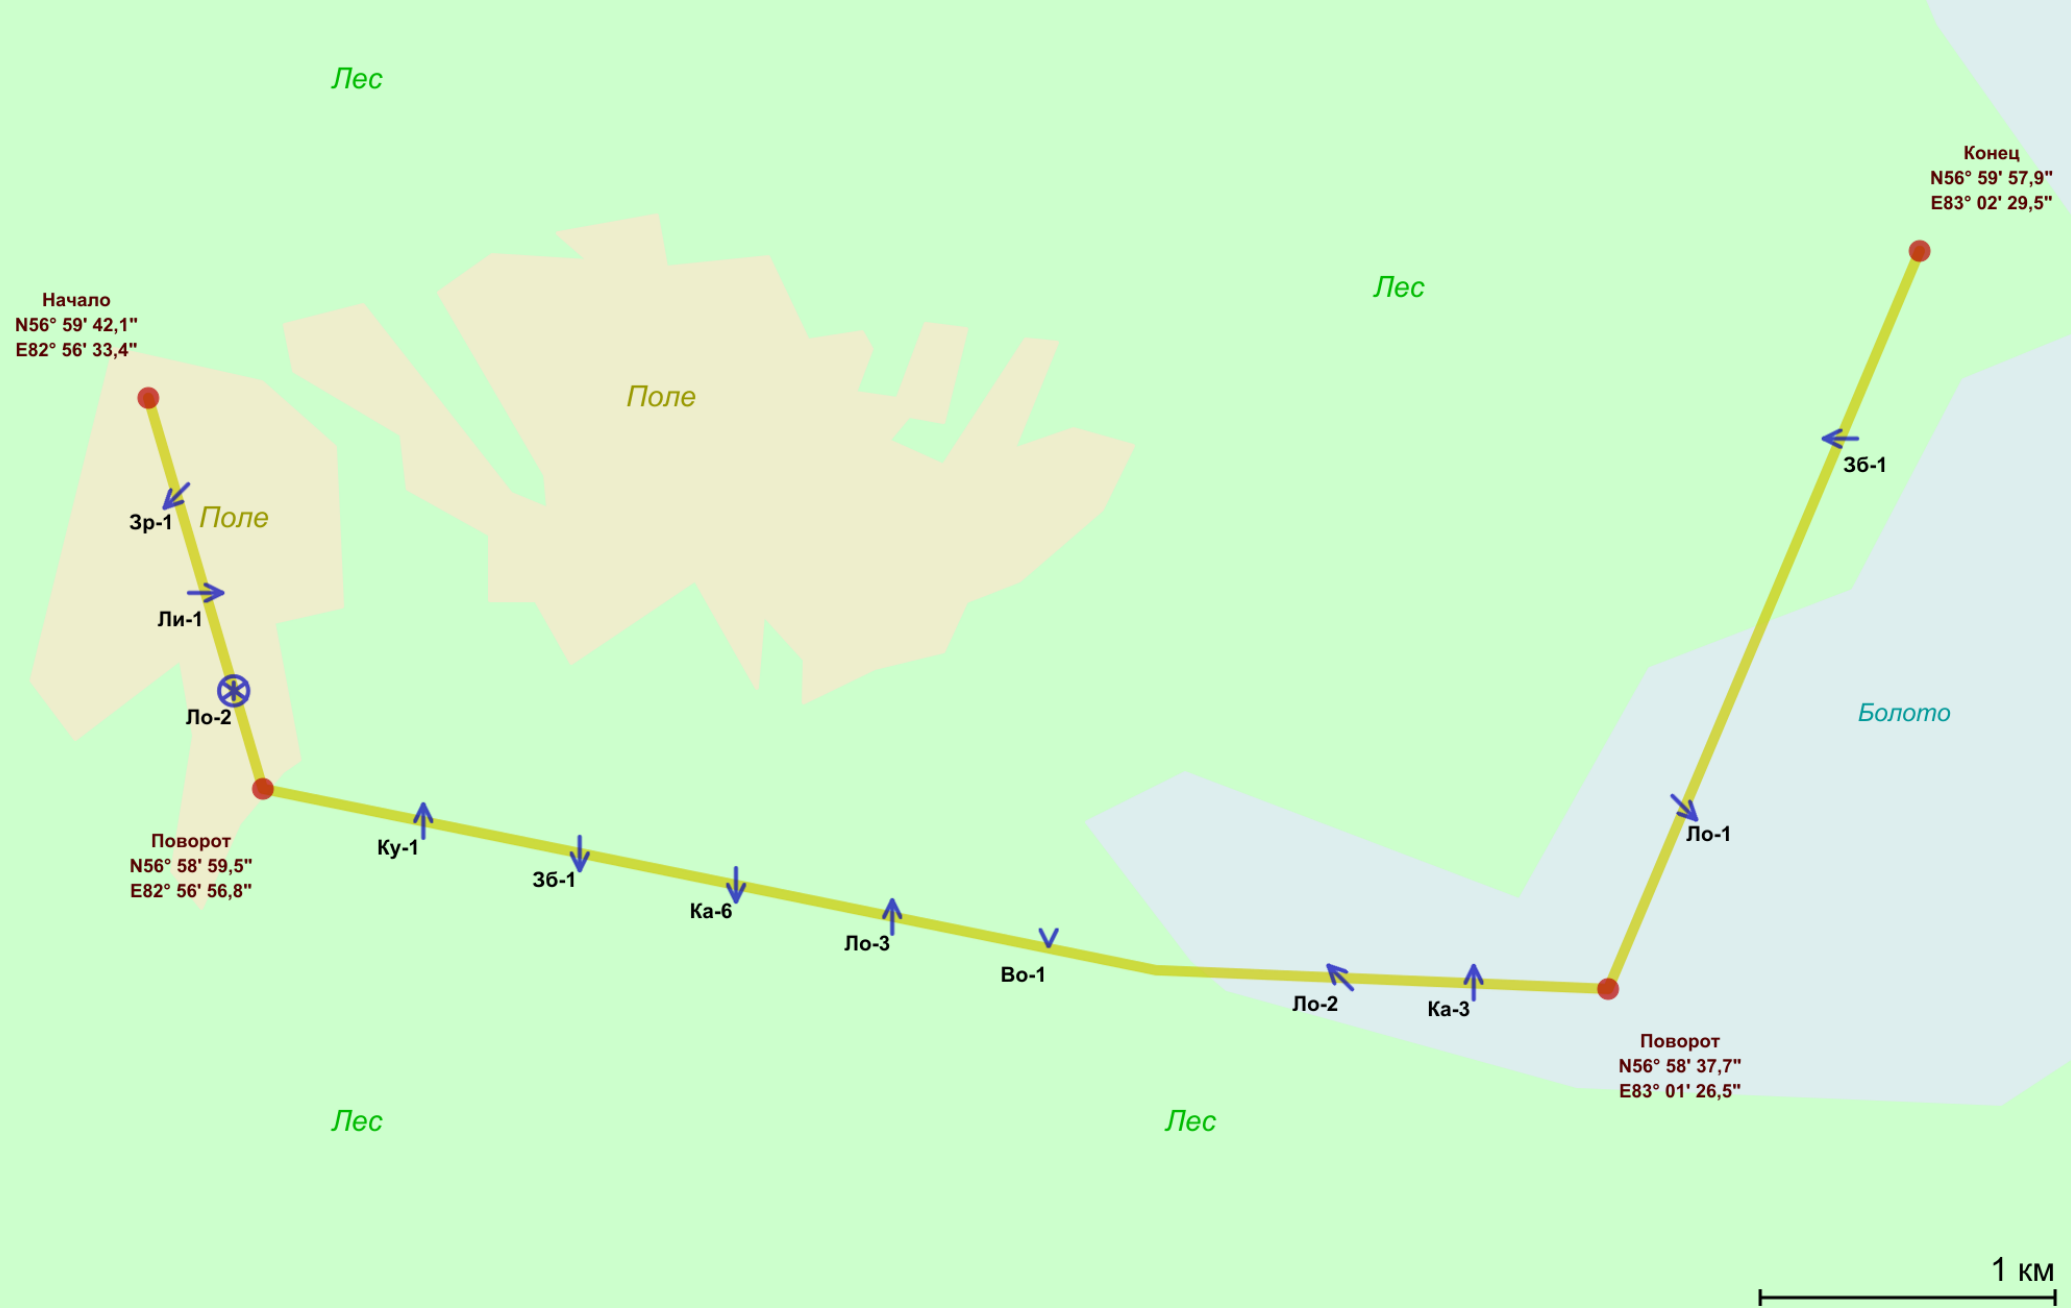 Лес
Конец
N56° 59' 57,9"
E83° 02' 29,5"
Лес
Начало
N56° 59' 42,1"
E82° 56' 33,4"
Поле
Зб-1
Зр-1
Поле
Ли-1
Ло-2
Болото
Поворот
N56° 58' 59,5"
E82° 56' 56,8"
Ку-1
Зб-1
Ка-6
Ло-3
Во-1
Ло-2
Ка-3
Ло-1
Поворот
N56° 58' 37,7"
E83° 01' 26,5"
Лес
Лес
1 км